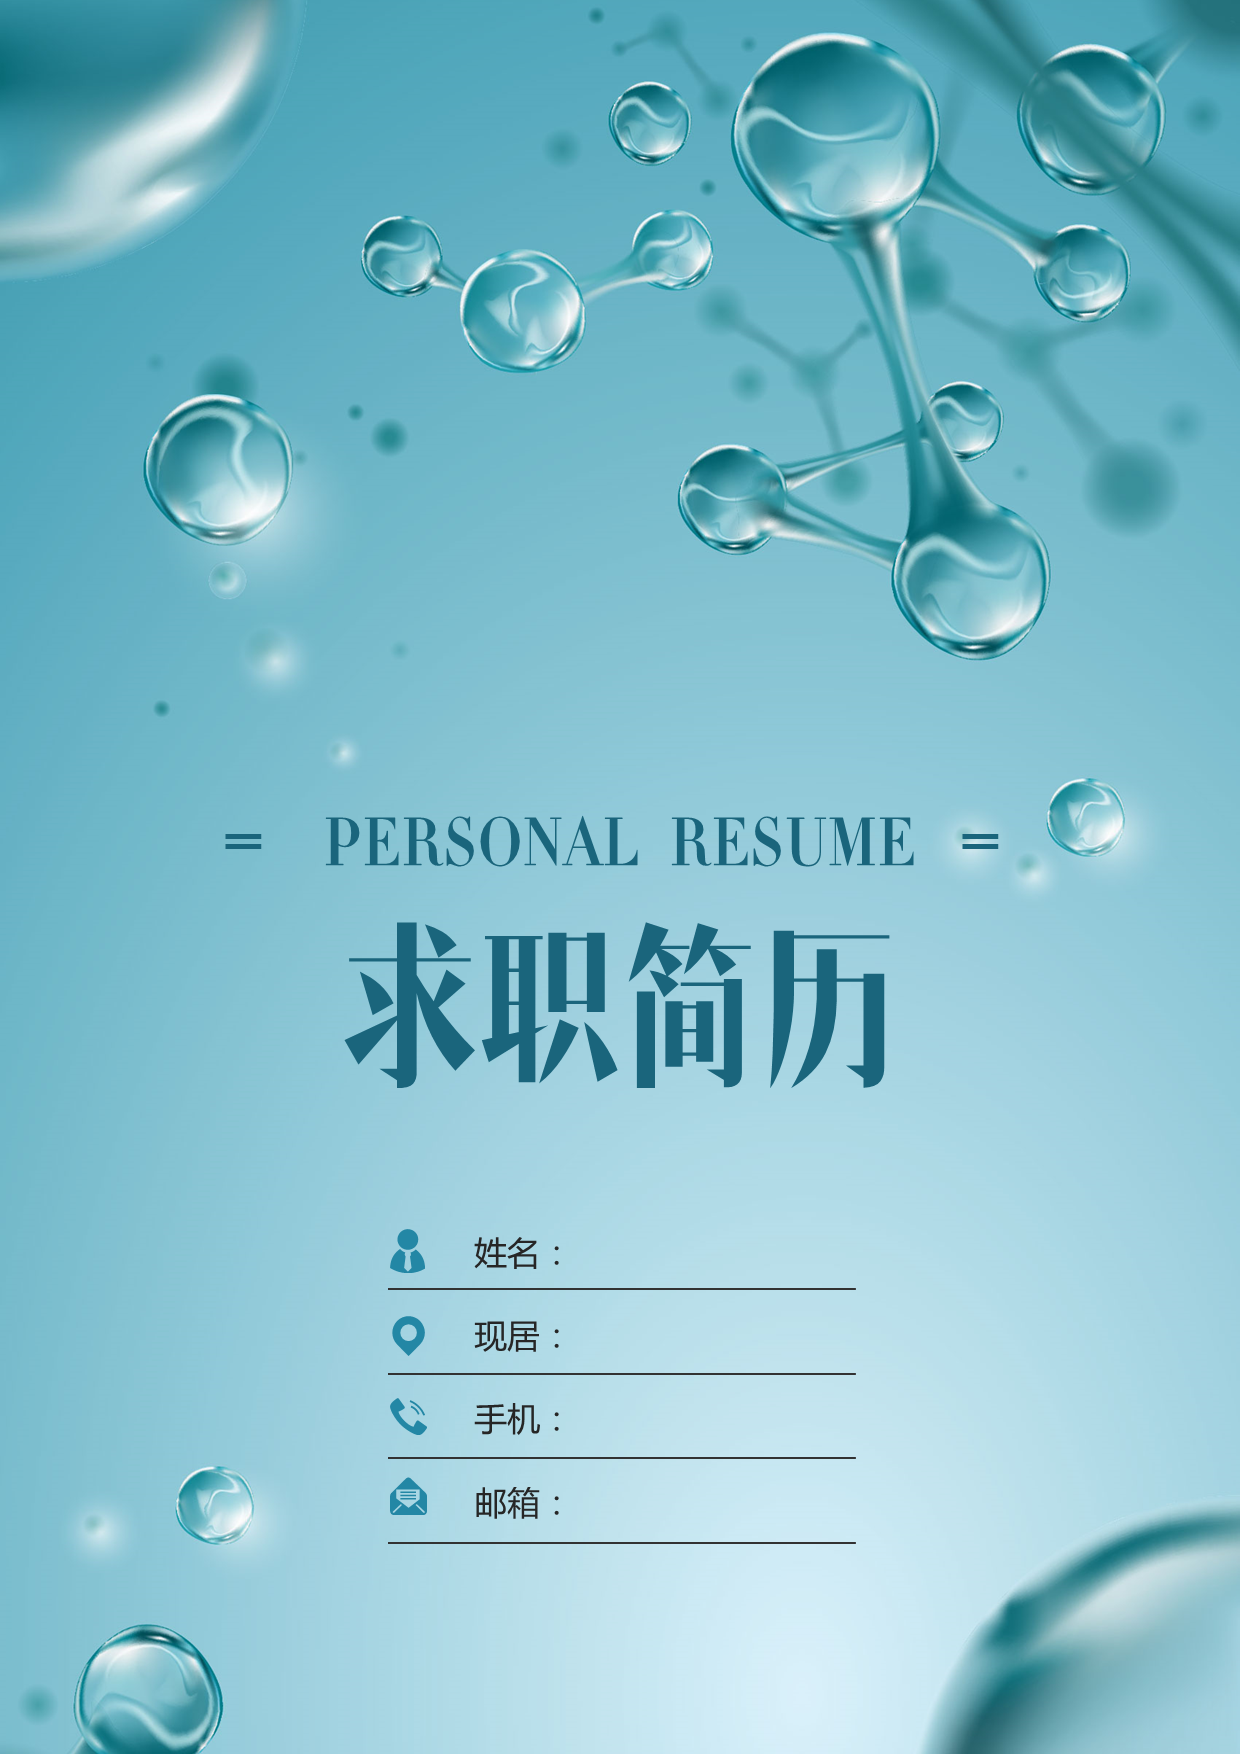 = PERSONAL RESUME =
求职简历
姓名：
现居：
手机：
邮箱：